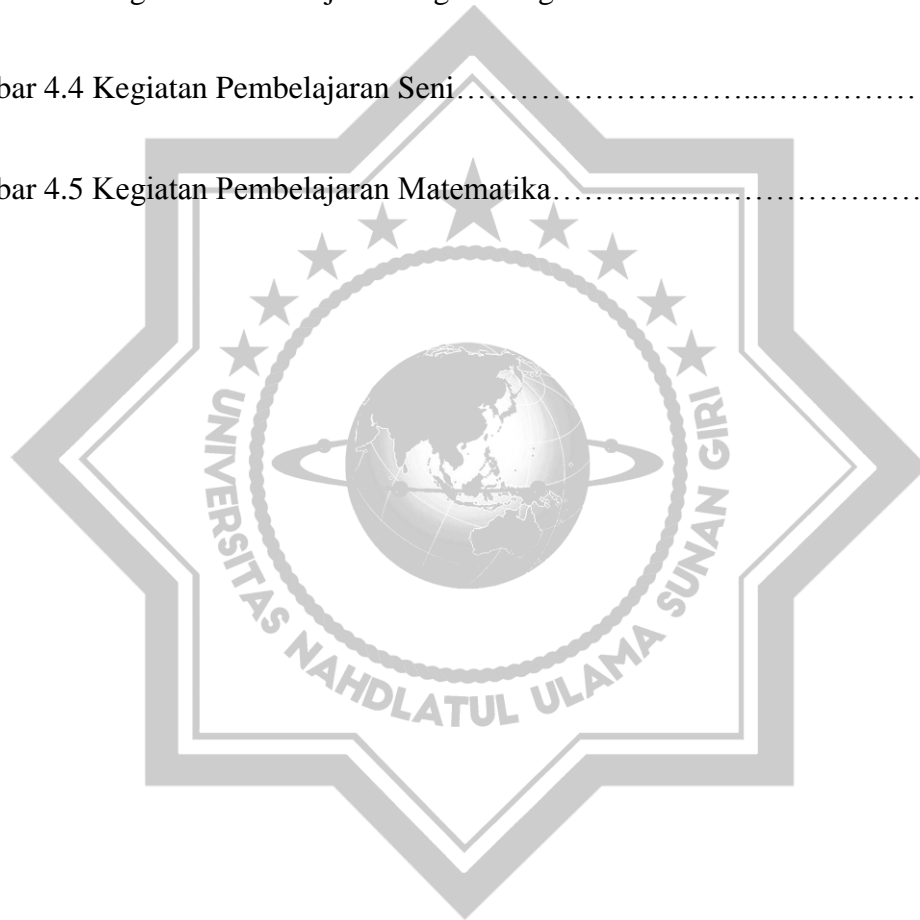 bar 4.4 Kegiatan Pembelajaran Seni…………………………...……………
bar 4.5 Kegiatan Pembelajaran Matematika………………………….….
UNIVERSITAS NAHDLATUL ULAMA SUNAN GIRI